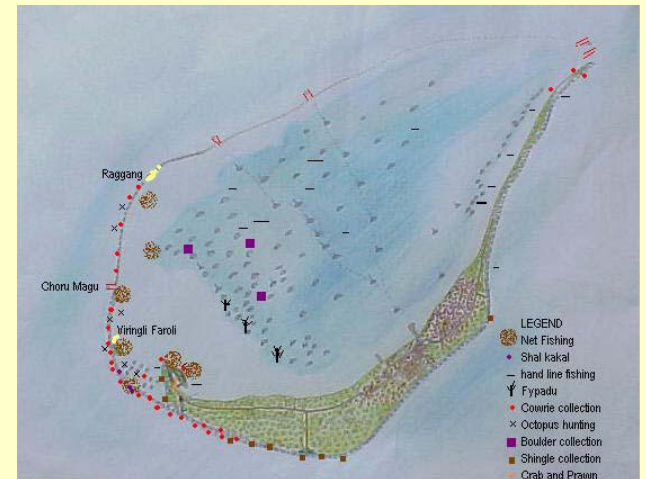 Raggang
Choru Magu
Viringli Faroli
LEGEND
Net Fishing
Shal kakal
hand line fishing
Fypadu
Cowrie collection
Octopus hunting
Boulder collection
Shingle collection
Crab and Prawn